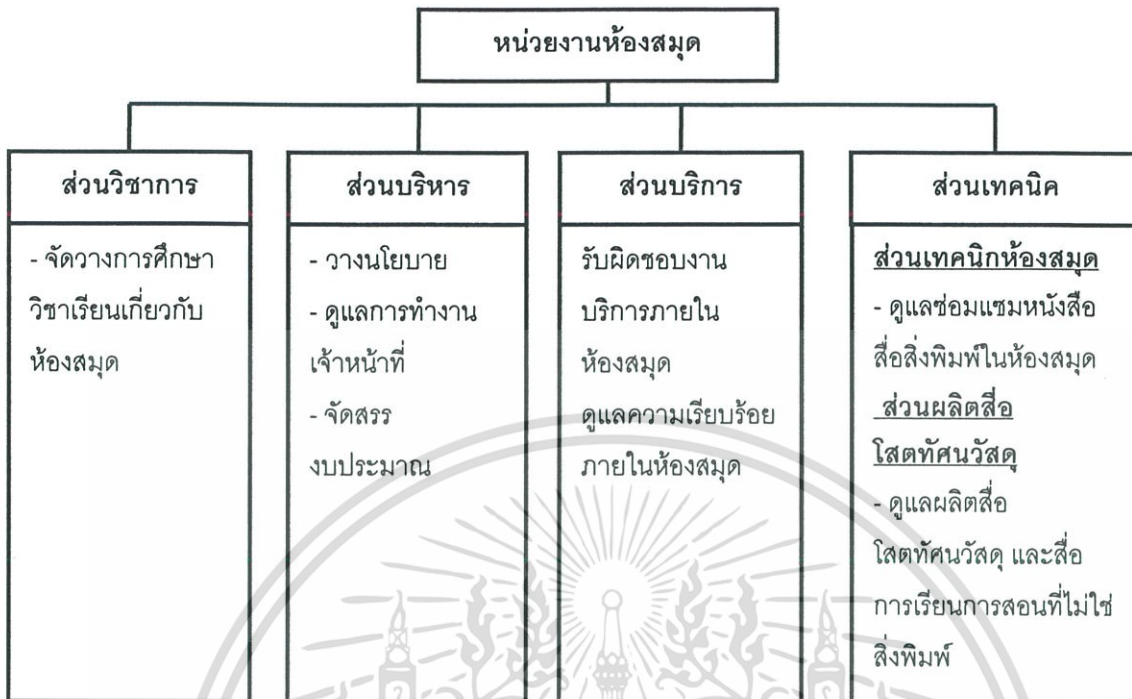 หน่วยงานห้องสมุด
ส่วนวิชาการ
- จัดวางการศึกษา
วิชาเรียนเกี่ยวกับ
ห้องสมุด
ส่วนบริหาร
- วางนโยบาย
- ดูแลการทำงาน
เจ้าหน้าที่
- จัดสรร
งบประมาณ
ส่วนบริการ
รับผิดชอบงาน
บริการภายใน
ห้องสมุด
ดูแลความเรียบร้อย
ภายในห้องสมุด
ส่วนเทคนิค
ส่วนเทคนิกห้องสมุด
- ดูแลซ่อมแซมหนังสือ
สื่อสิ่งพิมพ์ในห้องสมุด
ส่วนผลิตสื่อ
โสตทัศนวัสดุ
- ดูแลผลิตสื่อ
โสตทัศนวัสดุ และสื่อ
การเรียนการสอนที่ไม่ใช่
สิ่งพิมพ์